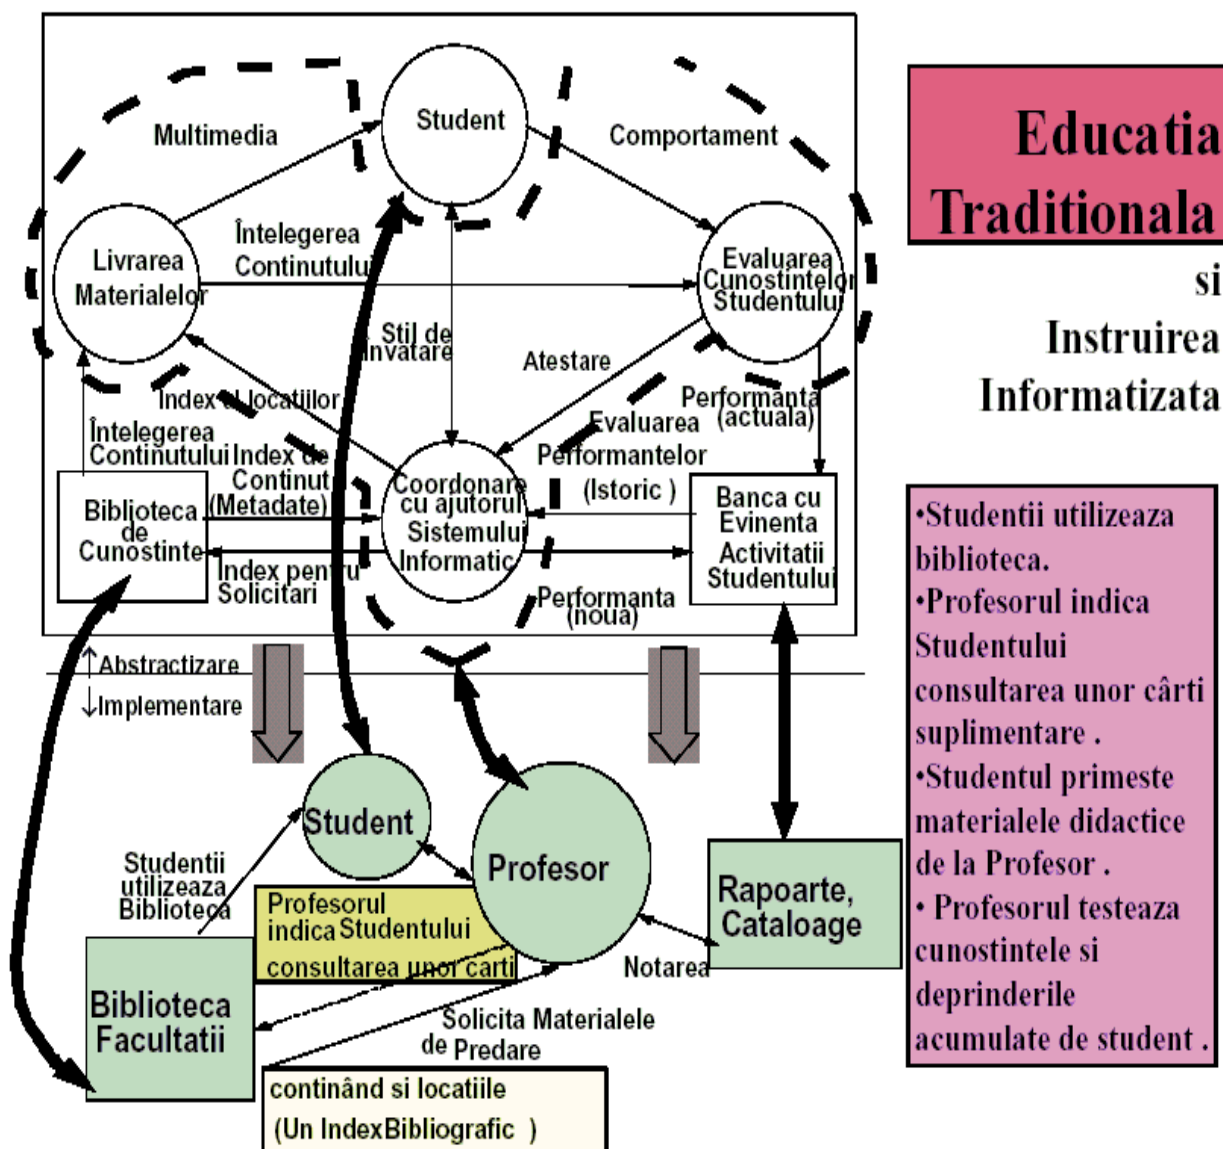 Student
Multimedia
Comportament
Livrarea
Materialelor
Întelegerea
Continutului
Evaluarea
Cunostintelor
Studentului
Stil de
Invatare
Atestare
Index al locatiilor
Performanta
(actuala)
Evaluarea
Performantelor
(Istoric )
Întelegerea
Continutului
Index de
Continut
(Metadate)
Biblioteca
de
Cunostinte
Coordonare
cu ajutorul
Sistemului
Informatic
Banca cu
Evinenta
Activitatii
Studentului
Index pentru
Solicitari
Performanta
(noua)
↑Abstractizare
↓Implementare
Student
Profesor
Studentii
utilizeaza
Biblioteca
Profesorul
indica Studentului
consultarea unor carti
Rapoarte,
Cataloage
Notarea
Biblioteca
Facultatii
Solicita Materialele
de Predare
continând si locatiile
(Un IndexBibliografic )
Educatia
Traditionala
si
Instruirea
Informatizata
•Studentii utilizeaza
biblioteca.
•Profesorul indica
Studentului
consultarea unor cârti
suplimentare .
•Studentul primeste
materialele didactice
de la Profesor .
• Profesorul testeaza
cunostintele si
deprinderile
acumulate de student .